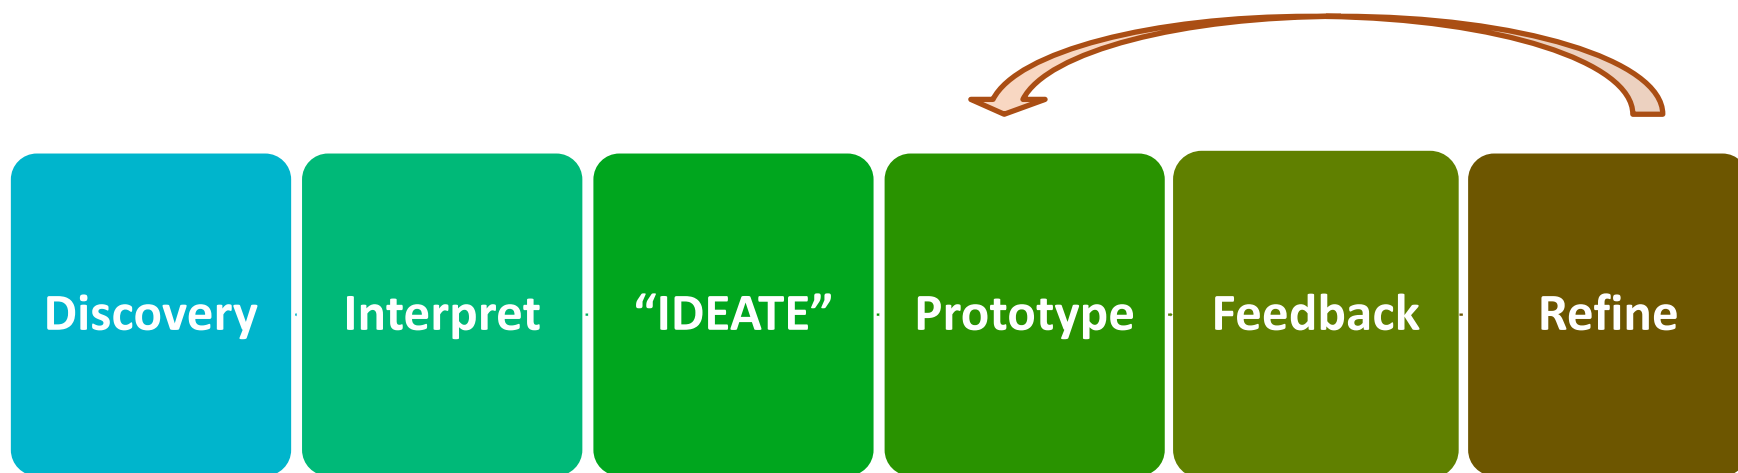 Discovery
Interpret
“IDEATE”
Prototype
Feedback
Refine